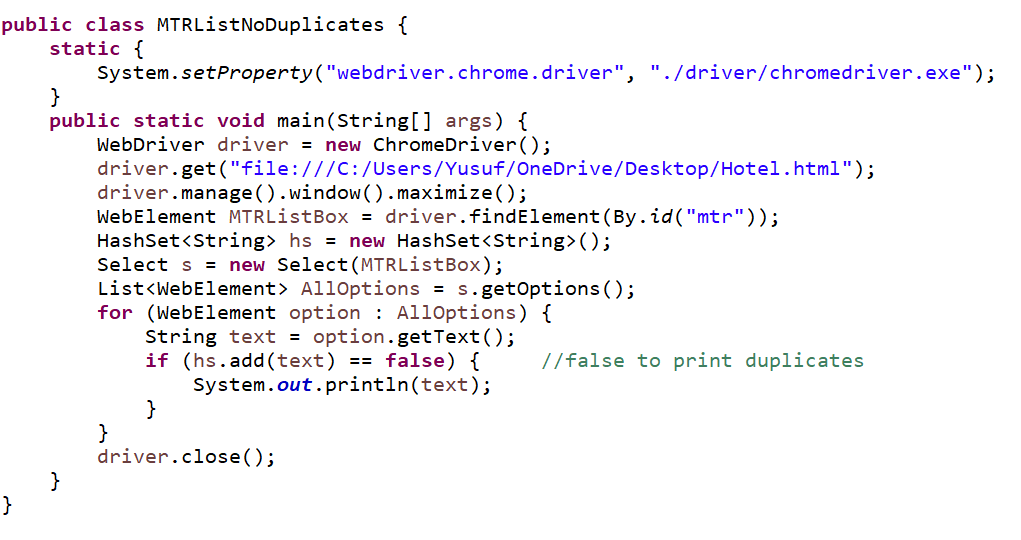 public class MTRListNoDuplicates {
    static {
        System.setProperty("webdriver.chrome.driver", "./driver/chromedriver.exe");
    }
    public static void main(String[] args) {
        WebDriver driver = new ChromeDriver();
        driver.get("file:///C:/Users/Yusuf/OneDrive/Desktop/Hotel.html");
        driver.manage().window().maximize();
        WebElement MTRListBox = driver.findElement(By.id("mtr"));
        HashSet<String> hs = new HashSet<String>();
        Select s = new Select(MTRListBox);
        List<WebElement> AllOptions = s.getOptions();
        for (WebElement option : AllOptions) {
            String text = option.getText();
            if (hs.add(text) == false) {     //false to print duplicates
                System.out.println(text);
            }
        }
        driver.close();
    }
}